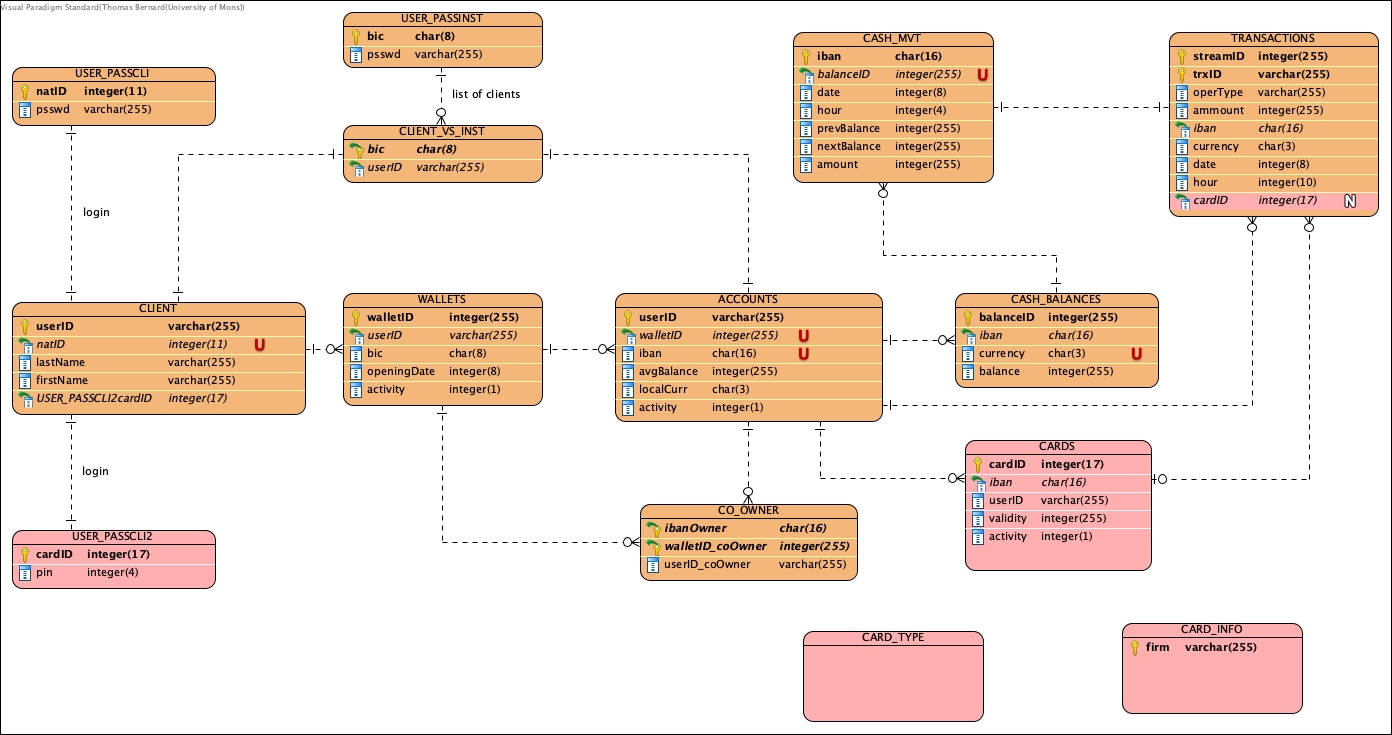 Visual Paradigm Standard(Thomas Bernard(University of Mons))
USER_PASSINST
bic char(8)
psswd varchar(255)
USER_PASSCLI
natID integer(11)
psswd varchar(255)
list of clients
CLIENT_VS_INST
bic char(8)
userID varchar(255)
CASH_MVT
iban char(16)
balanceID integer(255) U
date integer(8)
hour integer(4)
prevBalance integer(255)
nextBalance integer(255)
amount integer(255)
TRANSACTIONS
streamID integer(255)
trxID varchar(255)
operType varchar(255)
ammount integer(255)
iban char(16)
currency char(3)
date integer(8)
hour integer(10)
cardID integer(17) N
login
CLIENT
userID varchar(255)
natID integer(11) U
lastName varchar(255)
firstName varchar(255)
USER_PASSCLI2cardID integer(17)
WALLETS
walletID integer(255)
userID varchar(255)
bic char(8)
openingDate integer(8)
activity integer(1)
ACCOUNTS
userID varchar(255)
walletID integer(255) U
iban char(16) U
avgBalance integer(255)
localCurr char(3)
activity integer(1)
CASH_BALANCES
balanceID integer(255)
iban char(16)
currency char(3) U
balance integer(255)
login
CARDS
cardID integer(17)
iban char(16)
userID varchar(255)
validity integer(255)
activity integer(1)
USER_PASSCLI2
cardID integer(17)
pin integer(4)
CO_OWNER
ibanOwner char(16)
walletID_coOwner integer(255)
userID_coOwner varchar(255)
CARD_TYPE
CARD_INFO
firm varchar(255)